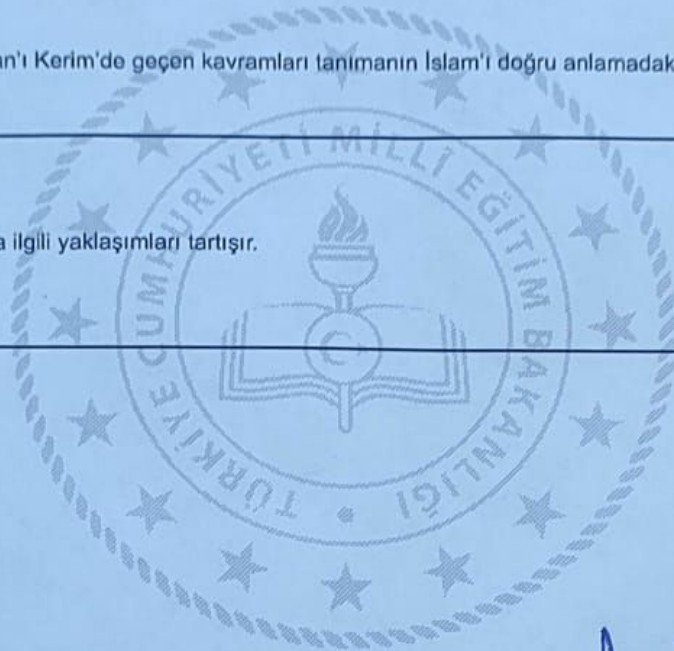 an'ı Kerim'de geçen kavramları tanımanın İslam'ı doğru anlamadak
a ilgili yaklaşımları tartışır.
TÜRKİYE CUMHURİYETİ MİLLİ EĞİTİM BAKANLIĞI